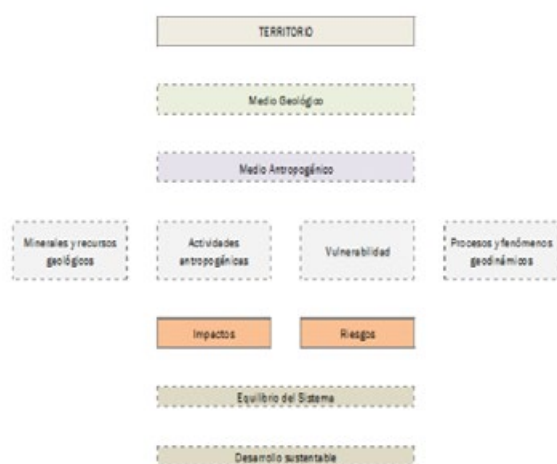 TERRITORIO
Medio Geológico
Medio Antropogénico
Minerales y recursos
geológicos
Actividades
antropogénicas
Vulnerabilidad
Procesos y fenómenos
geodinámicos
Impactos
Riesgos
Equilibrio del Sistema
Desarrollo sustentable